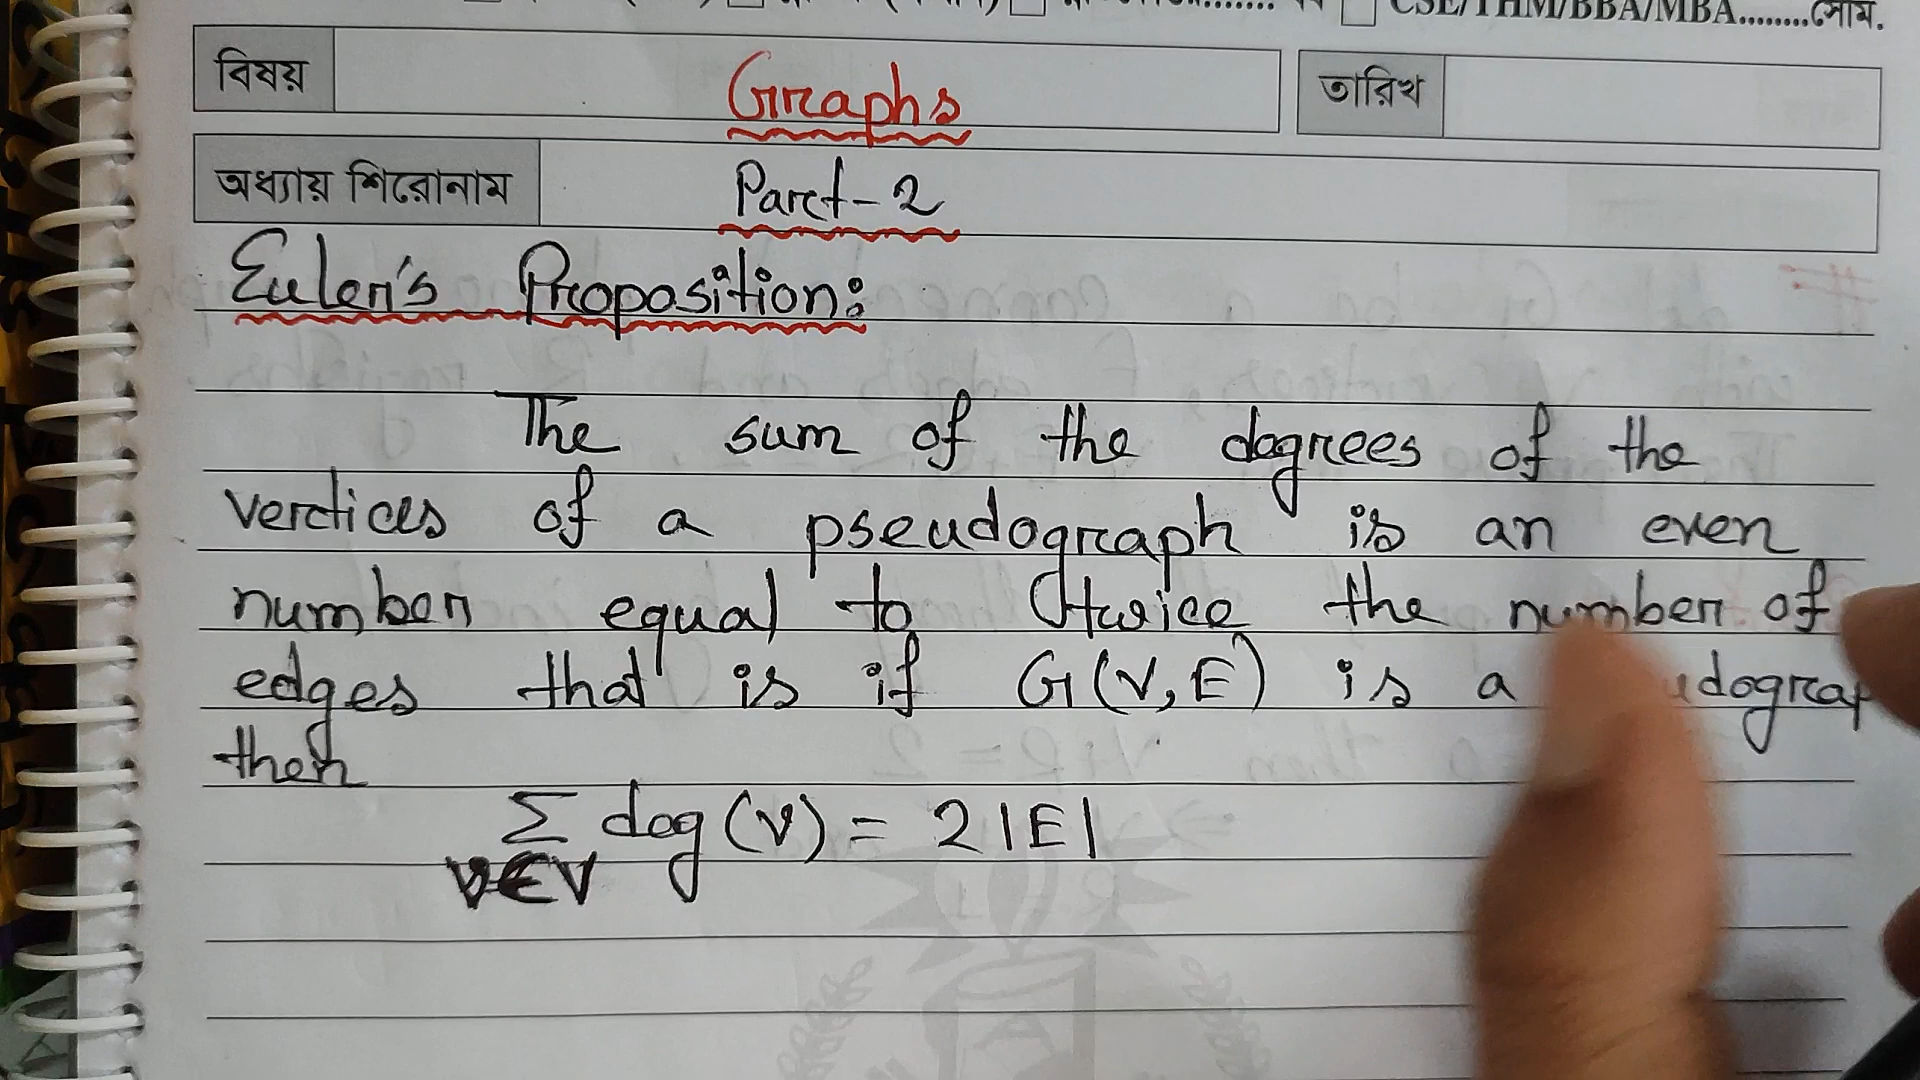 CSE/THM/BBA/MBA.........সেমি.
বিষয় Graphs তারিখ
অধ্যায় শিরোনাম Part-2
Euler's Proposition:
The sum of the degrees of the
vertices of a pseudograph is an even
number equal to twice the number of
edges that is if G(V,E) is a udograp
then
∑ deg (v) = 2|E|
v∈V